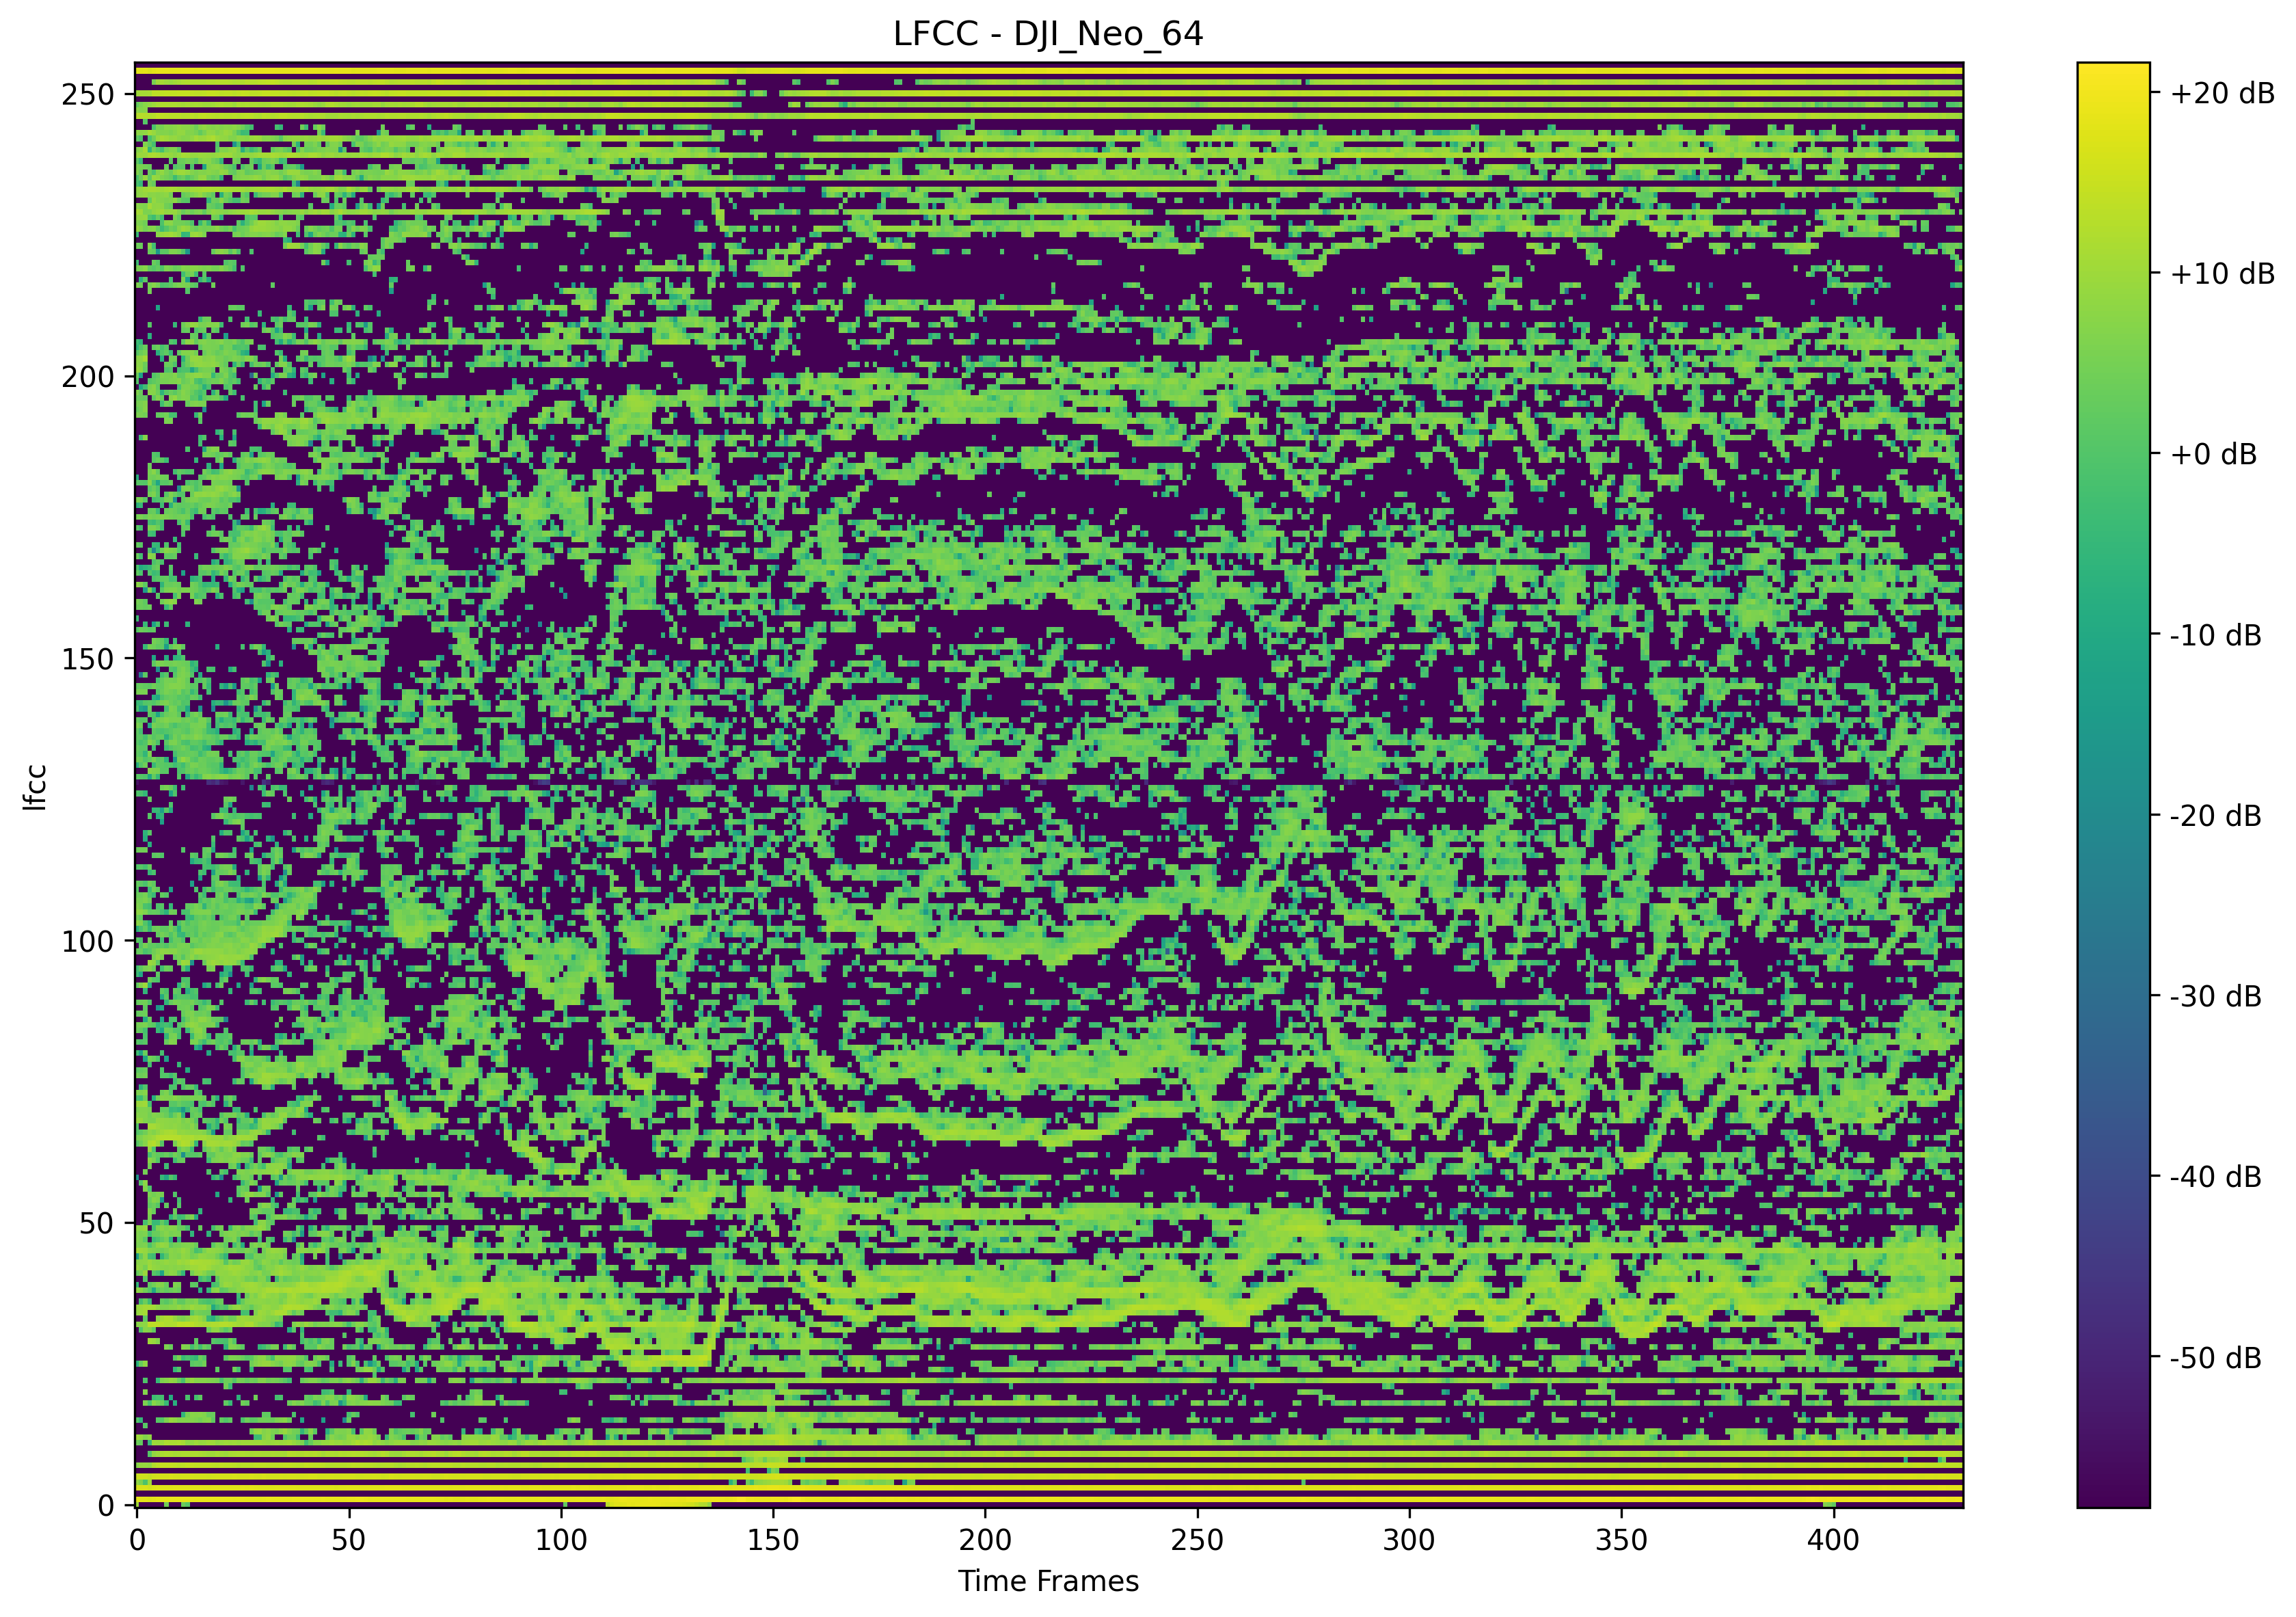 LFCC - DJI_Neo_64
250
200
150
100
50
0
lfcc
0 50 100 150 200 250 300 350 400
Time Frames
+20 dB
+10 dB
+0 dB
-10 dB
-20 dB
-30 dB
-40 dB
-50 dB